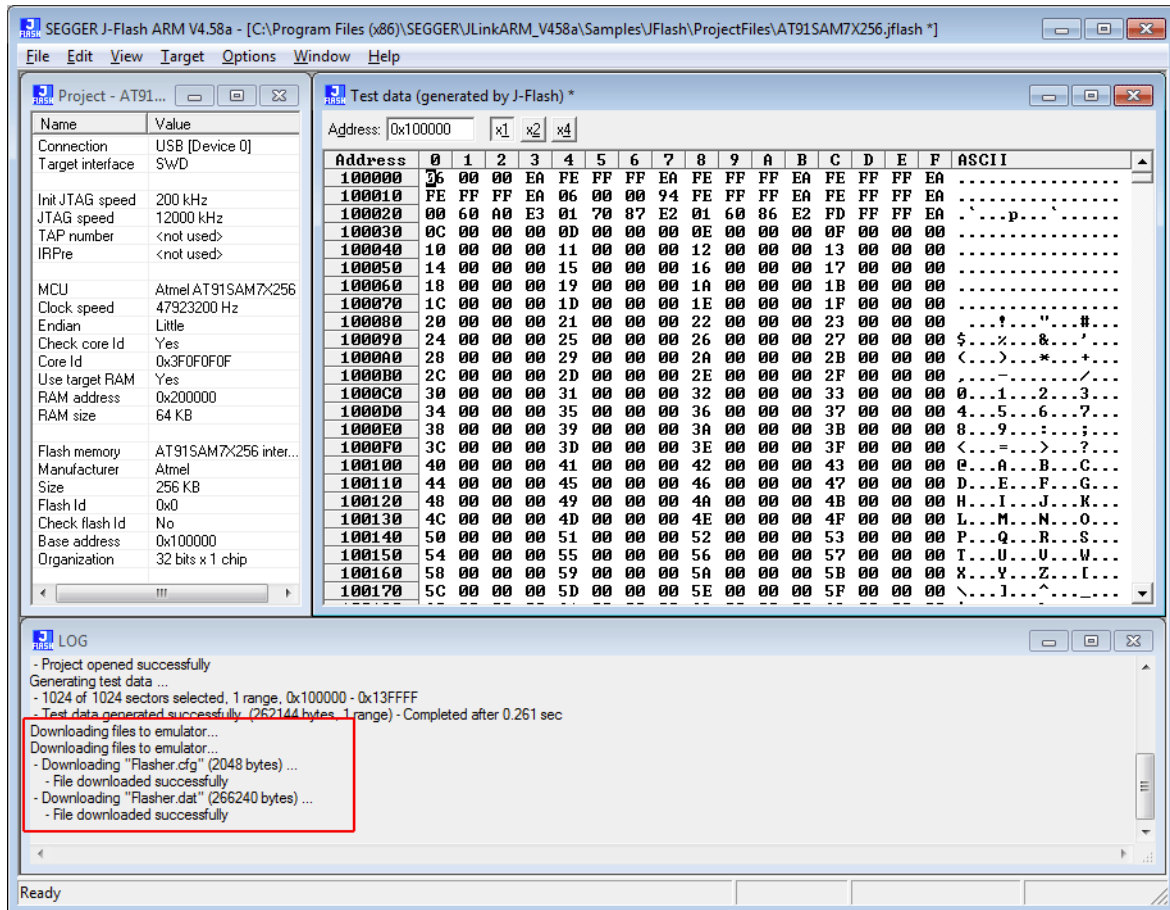 SEGGER J-Flash ARM V4.58a - [C:\Program Files (x86)\SEGGER\JLinkARM_V458a\Samples\JFlash\ProjectFiles\AT91SAM7X256.jflash *]
File Edit View Target Options Window Help
Project - AT91...
Name Value
Connection USB [Device 0]
Target interface SWD
Init JTAG speed 200 kHz
JTAG speed 12000 kHz
TAP number <not used>
IRPre <not used>
MCU Atmel AT91SAM7X256
Clock speed 47923200 Hz
Endian Little
Check core Id Yes
Core Id 0x3F0F0F0F
Use target RAM Yes
RAM address 0x200000
RAM size 64 KB
Flash memory AT91SAM7X256 inter...
Manufacturer Atmel
Size 256 KB
Flash Id 0x0
Check flash Id No
Base address 0x100000
Organization 32 bits x 1 chip
Test data (generated by J-Flash) *
Address: 0x100000 x1 x2 x4
Address 0 1 2 3 4 5 6 7 8 9 A B C D E F ASCII
100000 06 00 00 EA FE FF FF EA FE FF FF EA FE FF FF EA ................
100010 FE FF FF EA 06 00 00 94 FE FF FF EA FE FF FF EA ................
100020 00 60 A0 E3 01 70 87 E2 01 60 86 E2 FD FF FF EA .`...p...`......
100030 0C 00 00 00 0D 00 00 00 0E 00 00 00 0F 00 00 00 ................
100040 10 00 00 00 11 00 00 00 12 00 00 00 13 00 00 00 ................
100050 14 00 00 00 15 00 00 00 16 00 00 00 17 00 00 00 ................
100060 18 00 00 00 19 00 00 00 1A 00 00 00 1B 00 00 00 ................
100070 1C 00 00 00 1D 00 00 00 1E 00 00 00 1F 00 00 00 ................
100080 20 00 00 00 21 00 00 00 22 00 00 00 23 00 00 00  ...!..."...#...
100090 24 00 00 00 25 00 00 00 26 00 00 00 27 00 00 00 $...%...&...'...
1000A0 28 00 00 00 29 00 00 00 2A 00 00 00 2B 00 00 00 (...)...*...+...
1000B0 2C 00 00 00 2D 00 00 00 2E 00 00 00 2F 00 00 00 ,...-......./...
1000C0 30 00 00 00 31 00 00 00 32 00 00 00 33 00 00 00 0...1...2...3...
1000D0 34 00 00 00 35 00 00 00 36 00 00 00 37 00 00 00 4...5...6...7...
1000E0 38 00 00 00 39 00 00 00 3A 00 00 00 3B 00 00 00 8...9...:...;...
1000F0 3C 00 00 00 3D 00 00 00 3E 00 00 00 3F 00 00 00 <...=...>...?...
100100 40 00 00 00 41 00 00 00 42 00 00 00 43 00 00 00 @...A...B...C...
100110 44 00 00 00 45 00 00 00 46 00 00 00 47 00 00 00 D...E...F...G...
100120 48 00 00 00 49 00 00 00 4A 00 00 00 4B 00 00 00 H...I...J...K...
100130 4C 00 00 00 4D 00 00 00 4E 00 00 00 4F 00 00 00 L...M...N...O...
100140 50 00 00 00 51 00 00 00 52 00 00 00 53 00 00 00 P...Q...R...S...
100150 54 00 00 00 55 00 00 00 56 00 00 00 57 00 00 00 T...U...V...W...
100160 58 00 00 00 59 00 00 00 5A 00 00 00 5B 00 00 00 X...Y...Z...[...
100170 5C 00 00 00 5D 00 00 00 5E 00 00 00 5F 00 00 00 \...]...^..._...
LOG
- Project opened successfully
Generating test data ...
- 1024 of 1024 sectors selected, 1 range, 0x100000 - 0x13FFFF
- Test data generated successfully. (262144 bytes, 1 range) - Completed after 0.261 sec
Downloading files to emulator...
Downloading files to emulator...
- Downloading "Flasher.cfg" (2048 bytes) ...
- File downloaded successfully
- Downloading "Flasher.dat" (266240 bytes) ...
- File downloaded successfully
Ready